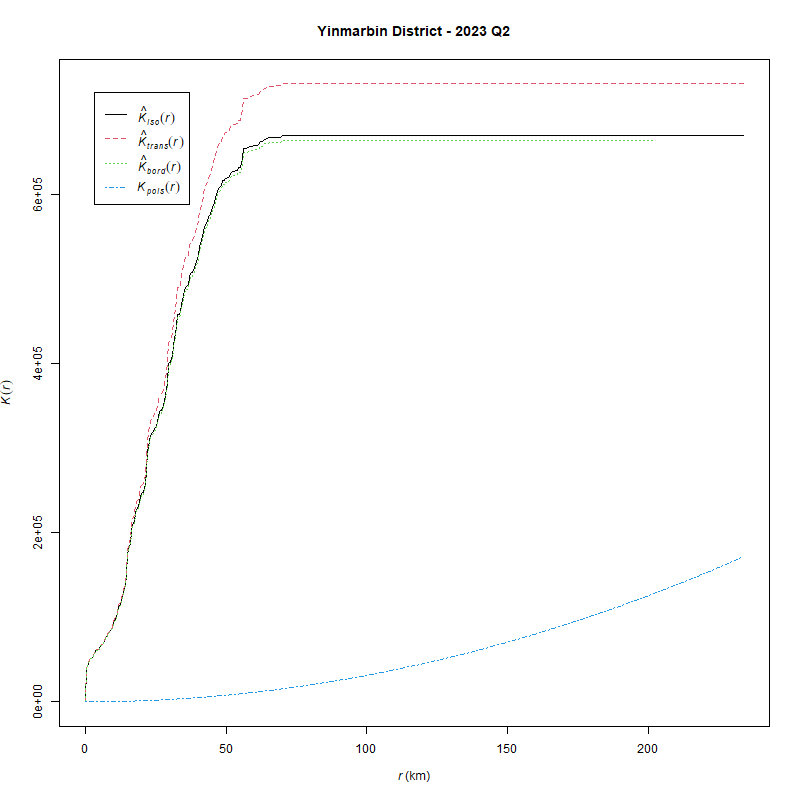 Yinmarbin District - 2023 Q2
K̂iso(r)
K̂trans(r)
K̂bord(r)
Kpois(r)
K(r)
6e+05
4e+05
2e+05
0e+00
0 50 100 150 200
r (km)